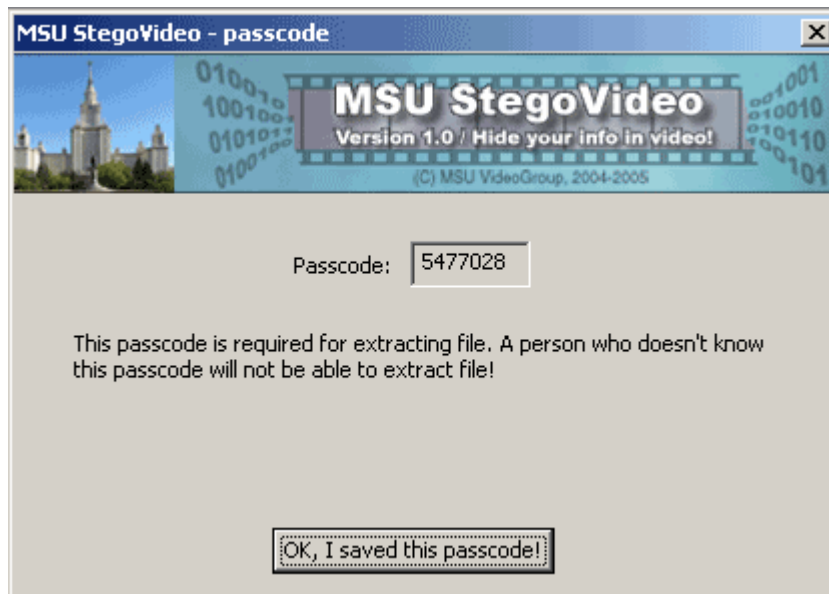 MSU StegoVideo - passcode
MSU StegoVideo
Version 1.0 / Hide your info in video!
(C) MSU VideoGroup, 2004-2005
Passcode: 5477028
This passcode is required for extracting file. A person who doesn't know
this passcode will not be able to extract file!
OK, I saved this passcode!